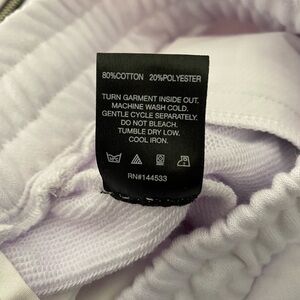 80%COTTON 20%POLYESTER
TURN GARMENT INSIDE OUT.
MACHINE WASH COLD.
GENTLE CYCLE SEPARATELY.
DO NOT BLEACH.
TUMBLE DRY LOW.
COOL IRON.
RN#144533